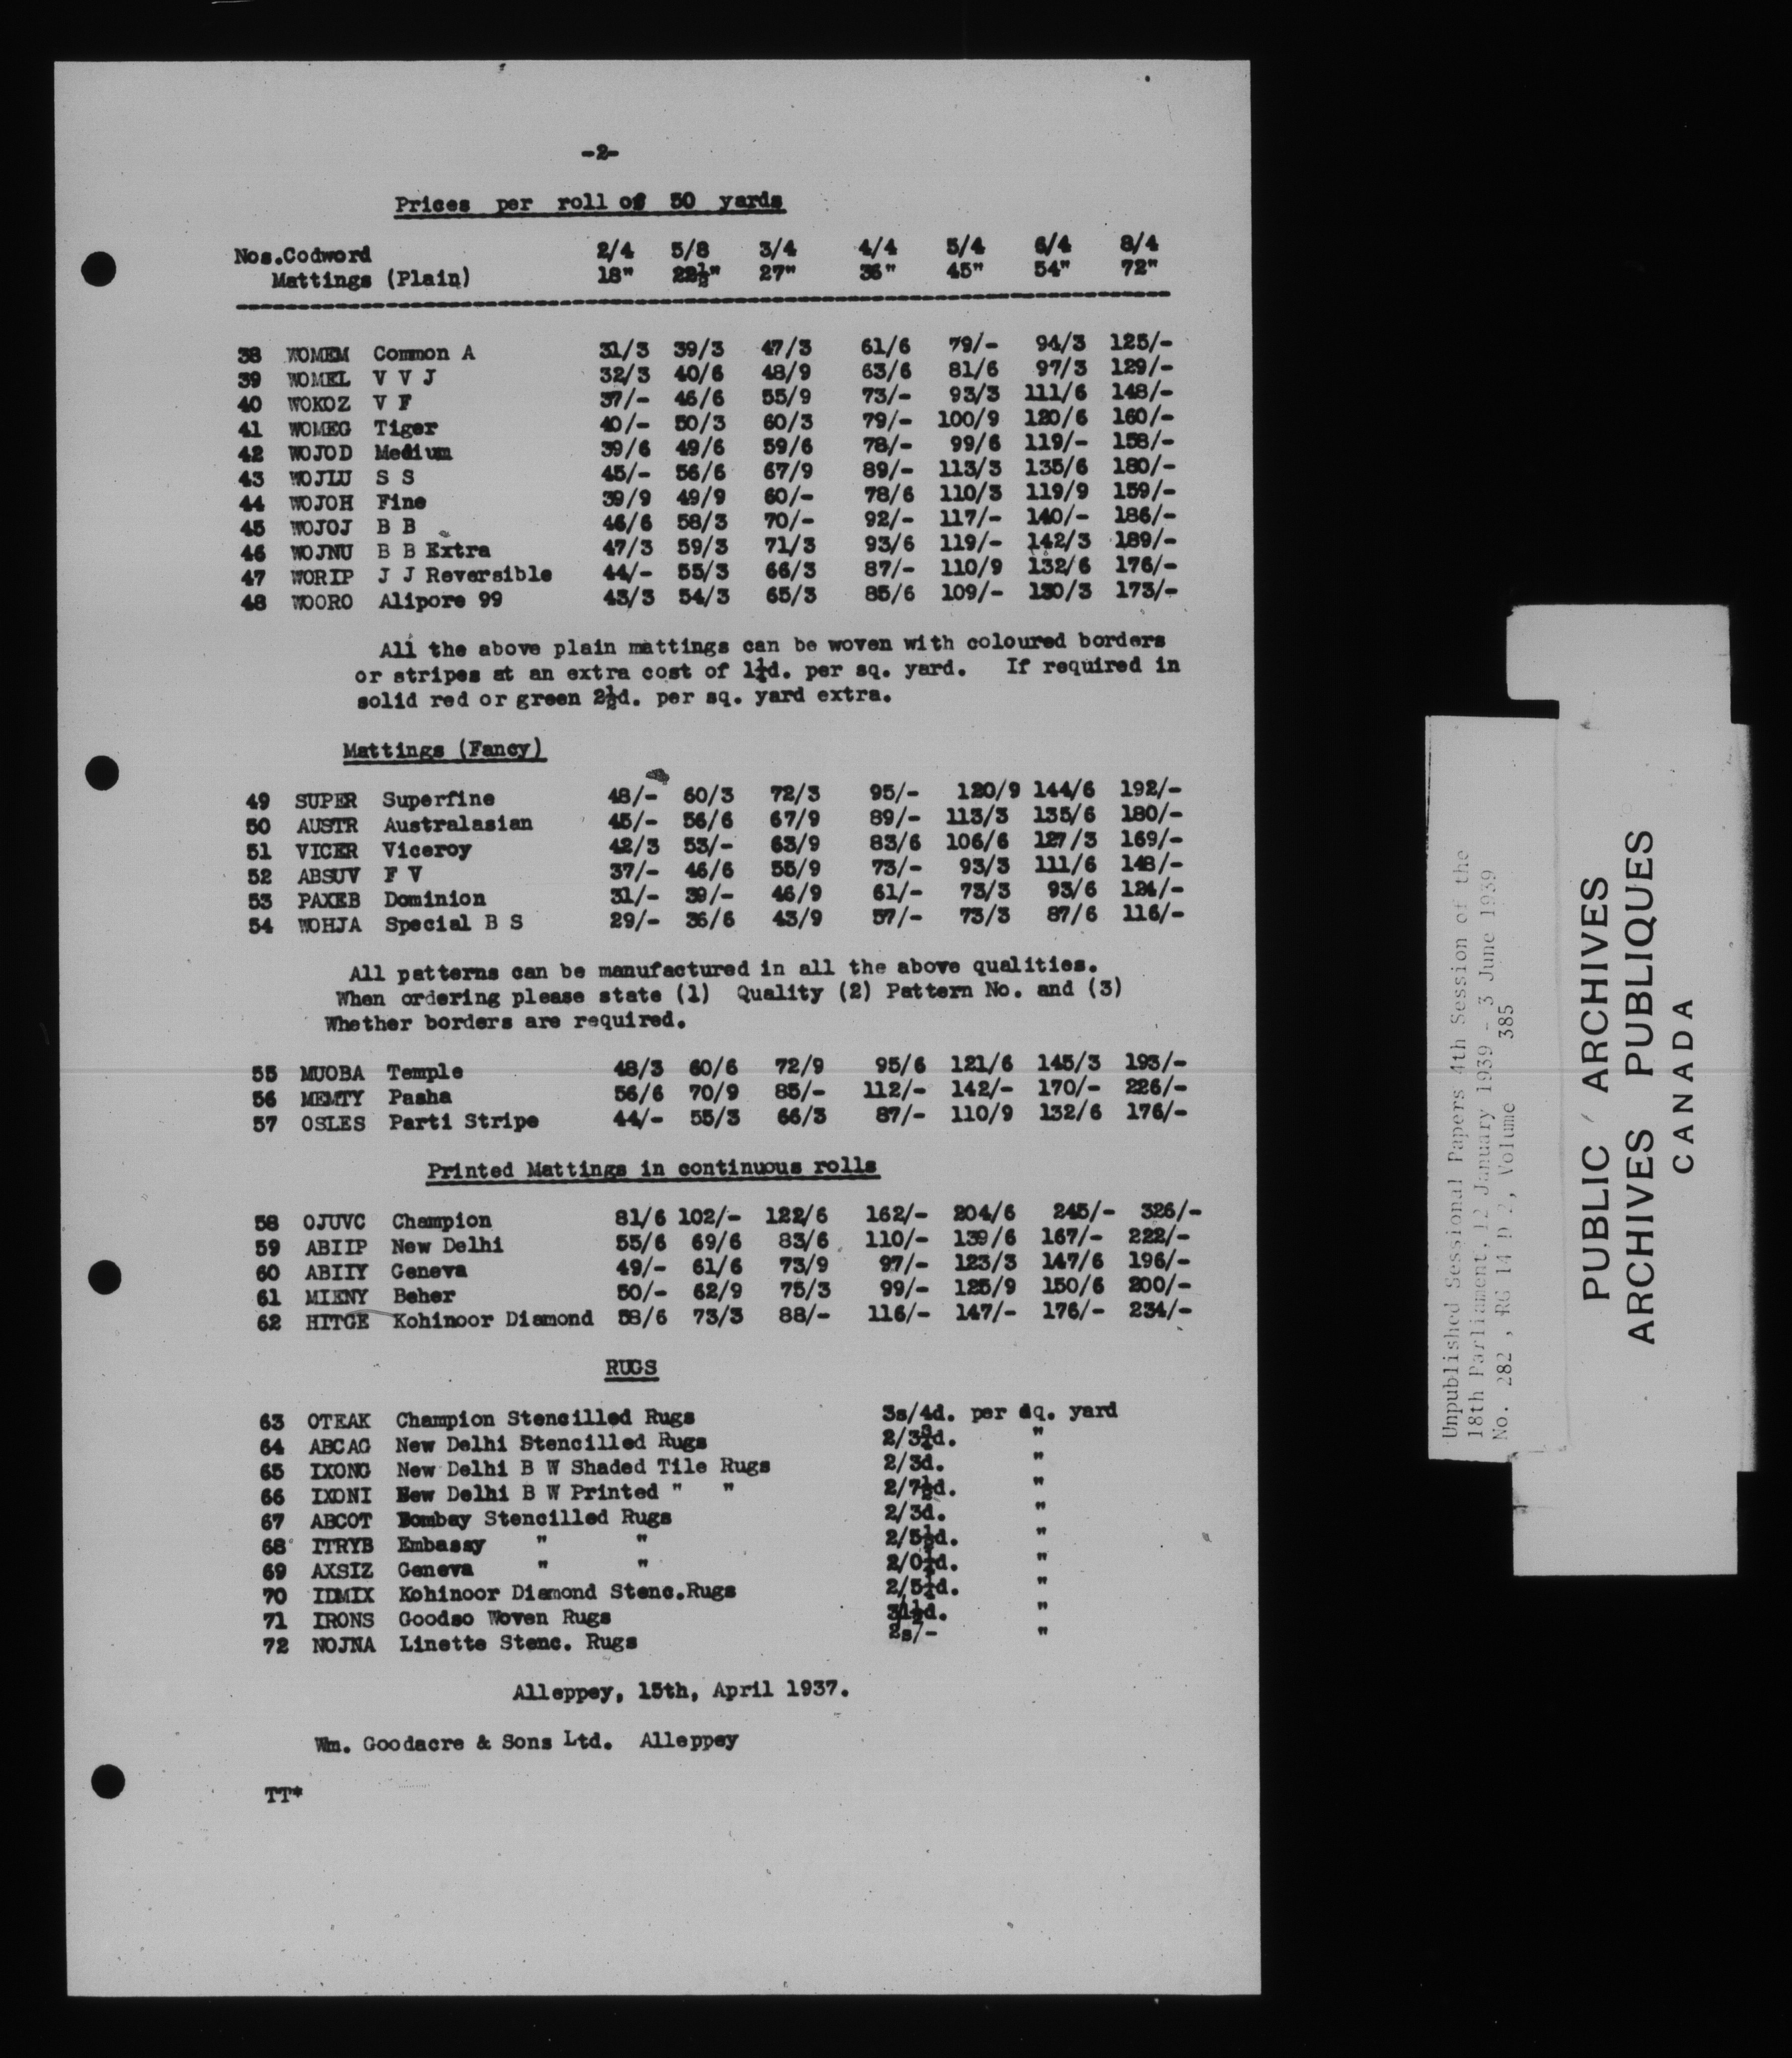 -2-
Prices per roll of 50 yards
Nos.Codword 2/4 5/8 3/4 4/4 5/4 6/4 8/4
Mattings (Plain) 18" 22½" 27" 36" 45" 54" 72"
38 WOMEM Common A 31/3 39/3 47/3 61/6 79/- 94/3 125/-
39 WOMEL V V J 32/3 40/6 48/9 63/6 81/6 97/3 129/-
40 WOKOZ V F 37/- 46/6 55/9 73/- 93/3 111/6 148/-
41 WOMEG Tiger 40/- 50/3 60/3 79/- 100/9 120/6 160/-
42 WOJOD Medium 39/6 49/6 59/6 78/- 99/6 119/- 158/-
43 WOJLU S S 45/- 56/6 67/9 89/- 113/3 135/6 180/-
44 WOJOH Fine 39/9 49/9 60/- 78/6 110/3 119/9 159/-
45 WOJOJ B B 46/6 58/3 70/- 92/- 117/- 140/- 186/-
46 WOJNU B B Extra 47/3 59/3 71/3 93/6 119/- 142/3 189/-
47 WORIP J J Reversible 44/- 55/3 66/3 87/- 110/9 132/6 176/-
48 WOORO Alipore 99 43/3 54/3 65/3 85/6 109/- 130/3 173/-
All the above plain mattings can be woven with coloured borders
or stripes at an extra cost of 1¼d. per sq. yard. If required in
solid red or green 2½d. per sq. yard extra.
Mattings (Fancy)
49 SUPER Superfine 48/- 60/3 72/3 95/- 120/9 144/6 192/-
50 AUSTR Australasian 45/- 56/6 67/9 89/- 113/3 135/6 180/-
51 VICER Viceroy 42/3 53/- 63/9 83/6 106/6 127/3 169/-
52 ABSUV F V 37/- 46/6 55/9 73/- 93/3 111/6 148/-
53 PAXEB Dominion 31/- 39/- 46/9 61/- 73/3 93/6 124/-
54 WOHJA Special B S 29/- 36/6 43/9 57/- 73/3 87/6 116/-
All patterns can be manufactured in all the above qualities.
When ordering please state (1) Quality (2) Pattern No. and (3)
Whether borders are required.
55 MUOBA Temple 48/3 60/6 72/9 95/6 121/6 145/3 193/-
56 MEMTY Pasha 56/6 70/9 85/- 112/- 142/- 170/- 226/-
57 OSLES Parti Stripe 44/- 55/3 66/3 87/- 110/9 132/6 176/-
Printed Mattings in continuous rolls
58 OJUVC Champion 81/6 102/- 122/6 162/- 204/6 245/- 326/-
59 ABIIP New Delhi 55/6 69/6 83/6 110/- 139/6 167/- 222/-
60 ABIIY Geneva 49/- 61/6 73/9 97/- 123/3 147/6 196/-
61 MIENY Beher 50/- 62/9 75/3 99/- 125/9 150/6 200/-
62 HITGE Kohinoor Diamond 58/6 73/3 88/- 116/- 147/- 176/- 234/-
RUGS
63 OTEAK Champion Stencilled Rugs 3s/4d. per sq. yard
64 ABCAG New Delhi Stencilled Rugs 2/3¾d. "
65 IXONG New Delhi B W Shaded Tile Rugs 2/3d. "
66 IXONI New Delhi B W Printed " " 2/7½d. "
67 ABCOT Bombay Stencilled Rugs 2/3d. "
68 ITRYB Embassy " " 2/5½d. "
69 AXSIZ Geneva " " 2/0¼d. "
70 IDMIX Kohinoor Diamond Stenc.Rugs 2/5¼d. "
71 IRONS Goodso Woven Rugs "
72 NOJNA Linette Stenc. Rugs 2s/- "
Alleppey, 15th, April 1937.
Wm. Goodacre & Sons Ltd. Alleppey
TT*
Unpublished Sessional Papers 4th Session of the
18th Parliament, 12 January 1939 - 3 June 1939
No. 282 , RG 14 D 2, Volume 385
PUBLIC ARCHIVES
ARCHIVES PUBLIQUES
CANADA